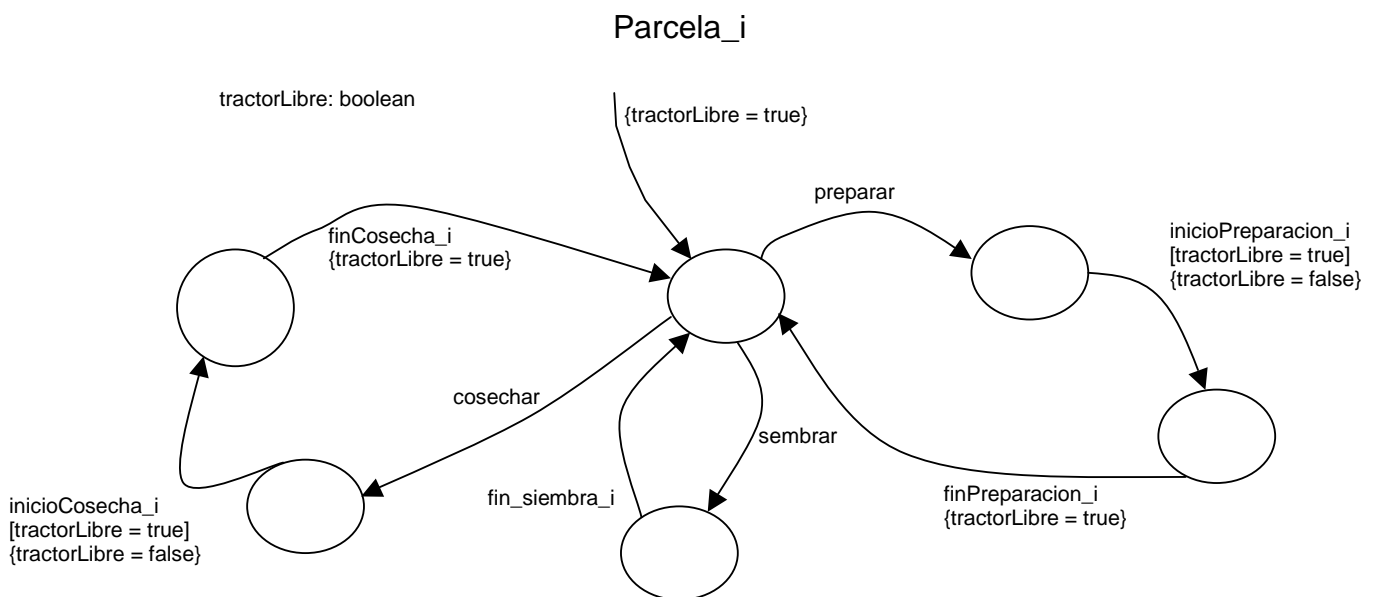 Parcela_i
tractorLibre: boolean
{tractorLibre = true}
preparar
finCosecha_i
{tractorLibre = true}
inicioPreparacion_i
[tractorLibre = true]
{tractorLibre = false}
cosechar
sembrar
fin_siembra_i
finPreparacion_i
{tractorLibre = true}
inicioCosecha_i
[tractorLibre = true]
{tractorLibre = false}